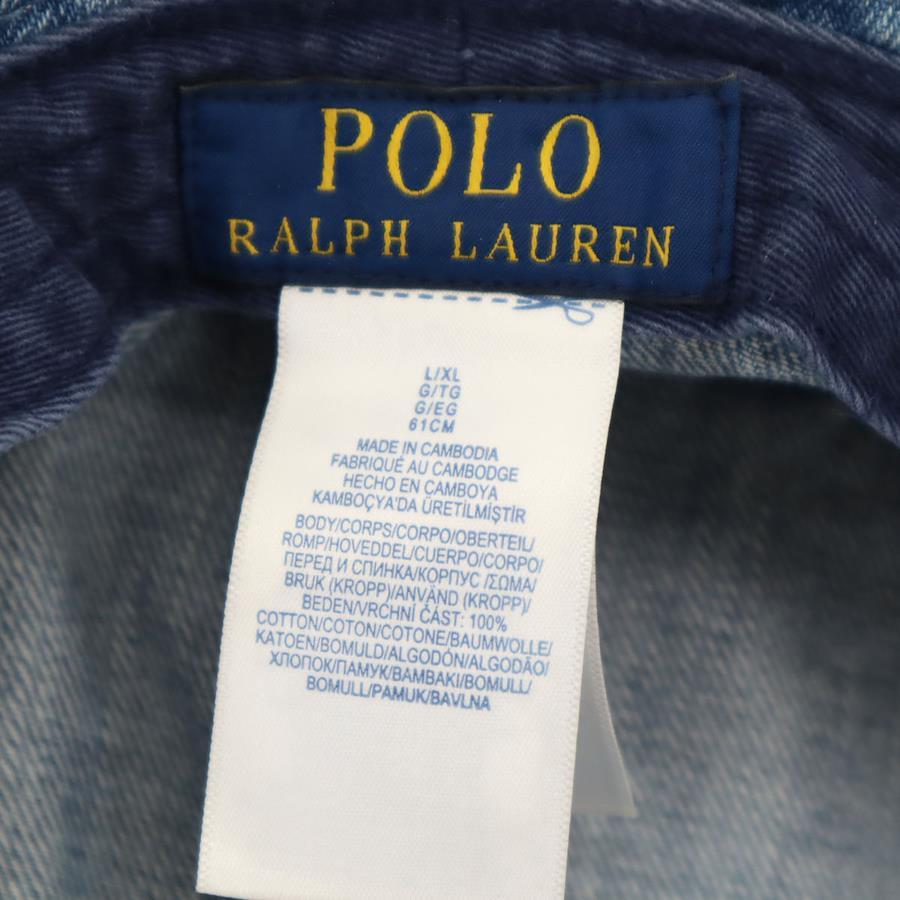 POLO
RALPH LAUREN
L/XL
G/TG
G/EG
61CM
MADE IN CAMBODIA
FABRIQUÉ AU CAMBODGE
HECHO EN CAMBOYA
KAMBOÇYA'DA ÜRETİLMİŞTİR
BODY/CORPS/CORPO/OBERTEIL/
ROMP/HOVEDDEL/CUERPO/CORPO/
ПЕРЕД И СПИНКА/КОРПУС /ΣΩΜΑ/
BRUK (KROPP)/ANVÄND (KROPP)/
BEDEN/VRCHNÍ ČÁST: 100%
COTTON/COTON/COTONE/BAUMWOLLE/
KATOEN/BOMULD/ALGODÓN/ALGODÃO/
ХЛОПОК/ПАМУК/BAMBAKI/BOMULL/
BOMULL/PAMUK/BAVLNA